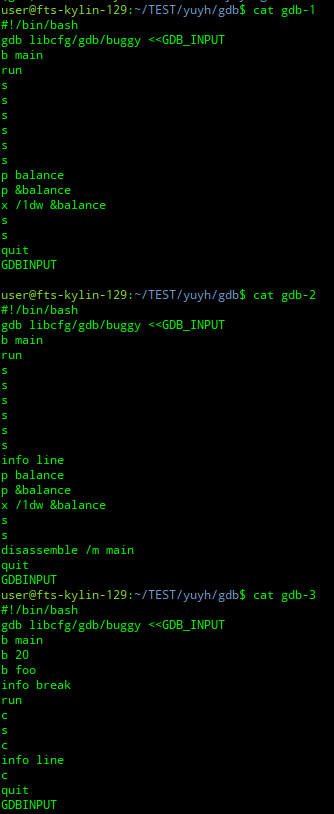 user@fts-kylin-129:~/TEST/yuyh/gdb$ cat gdb-1
#!/bin/bash
gdb libcfg/gdb/buggy <<GDB_INPUT
b main
run
s
s
s
s
s
s
p balance
p &balance
x /1dw &balance
s
s
quit
GDBINPUT
user@fts-kylin-129:~/TEST/yuyh/gdb$ cat gdb-2
#!/bin/bash
gdb libcfg/gdb/buggy <<GDB_INPUT
b main
run
s
s
s
s
s
s
info line
p balance
p &balance
x /1dw &balance
s
s
disassemble /m main
quit
GDBINPUT
user@fts-kylin-129:~/TEST/yuyh/gdb$ cat gdb-3
#!/bin/bash
gdb libcfg/gdb/buggy <<GDB_INPUT
b main
b 20
b foo
info break
run
c
s
c
info line
c
quit
GDBINPUT